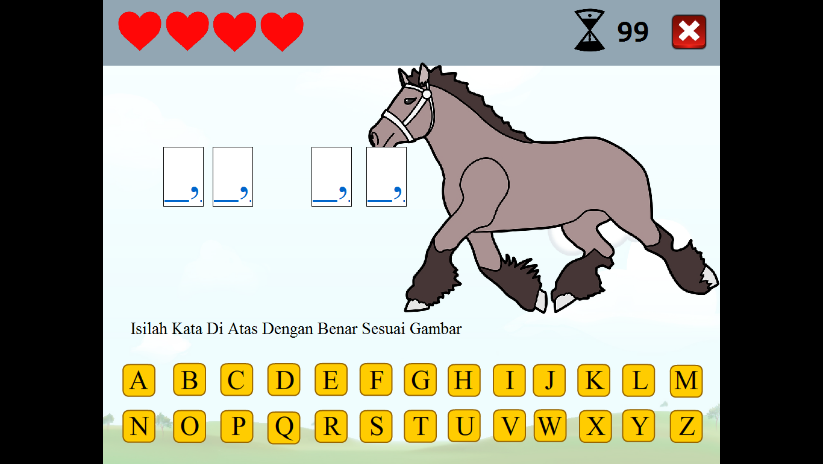 99
_, _, _, _,
Isilah Kata Di Atas Dengan Benar Sesuai Gambar
A B C D E F G H I J K L M
N O P Q R S T U V W X Y Z